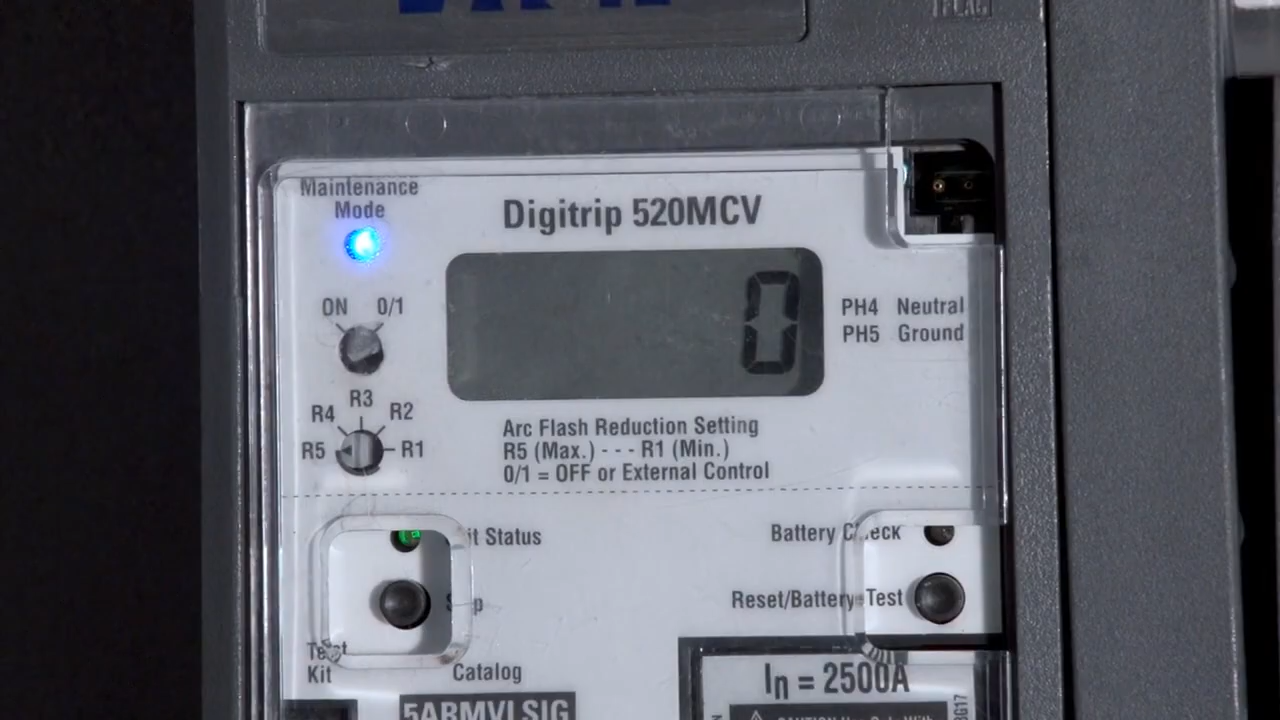 Maintenance
Mode
Digitrip 520MCV
ON 0/1
0
PH4 Neutral
PH5 Ground
R3
R4 R2
R5 R1
Arc Flash Reduction Setting
R5 (Max.) - - - R1 (Min.)
0/1 = OFF or External Control
Status
Battery Check
Reset/Battery Test
Test
Kit
Catalog
In = 2500A